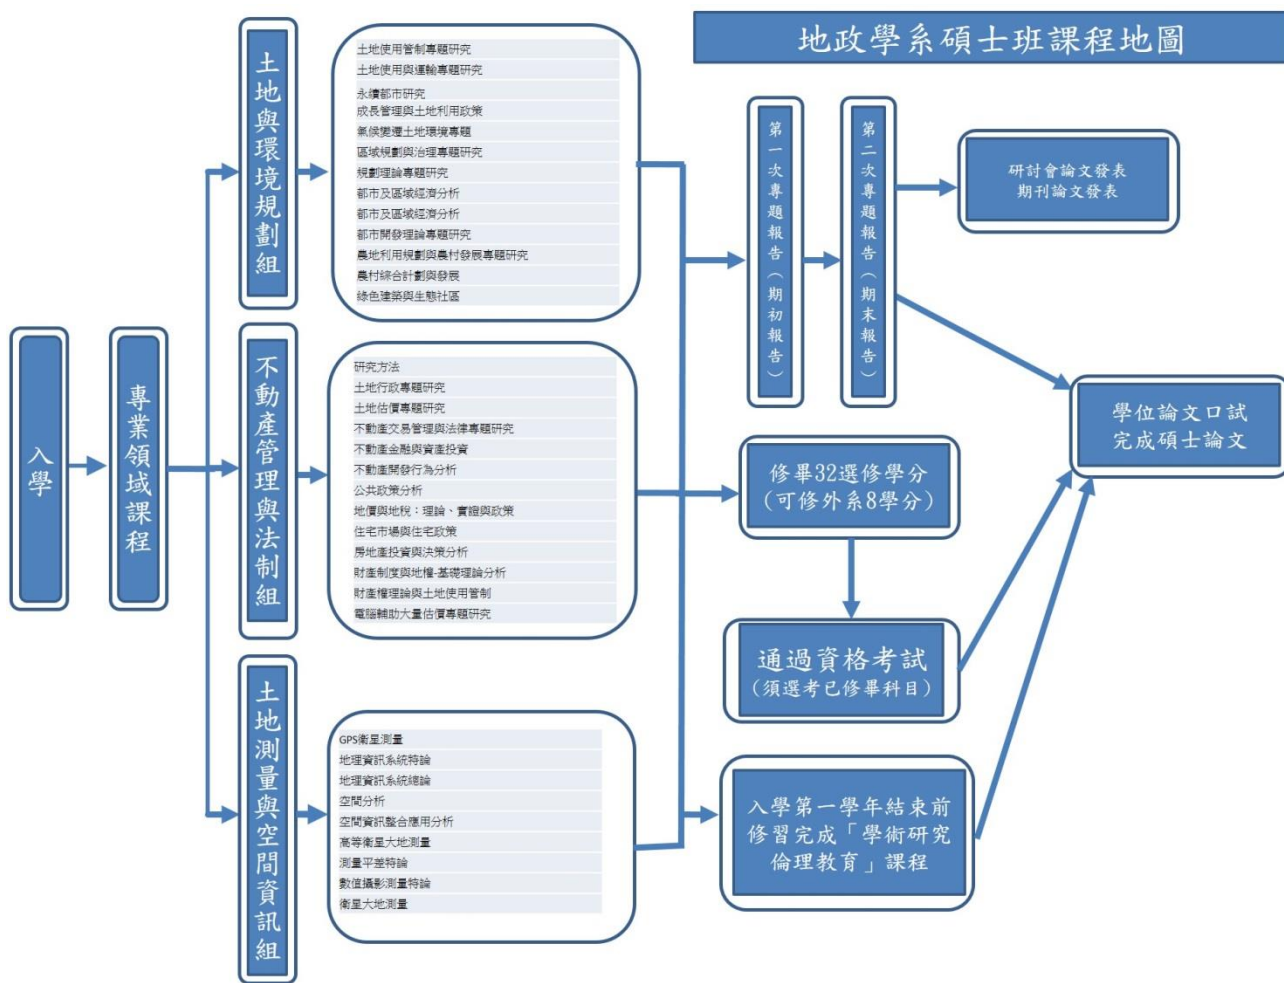 地政學系碩士班課程地圖
入學
專業領域課程
土地與環境規劃組
土地使用管制專題研究
土地使用與運輸專題研究
永續都市研究
成長管理與土地利用政策
氣候變遷土地環境專題
區域規劃與治理專題研究
規劃理論專題研究
都市及區域經濟分析
都市及區域經濟分析
都市開發理論專題研究
農地利用規劃與農村發展專題研究
農村綜合計劃與發展
綠色建築與生態社區
不動產管理與法制組
研究方法
土地行政專題研究
土地估價專題研究
不動產交易管理與法律專題研究
不動產金融與資產投資
不動產開發行為分析
公共政策分析
地價與地稅：理論、實證與政策
住宅市場與住宅政策
房地產投資與決策分析
財產制度與地權-基礎理論分析
財產權理論與土地使用管制
電腦輔助大量估價專題研究
土地測量與空間資訊組
GPS衛星測量
地理資訊系統特論
地理資訊系統總論
空間分析
空間資訊整合應用分析
高等衛星大地測量
測量平差特論
數值攝影測量特論
衛星大地測量
第一次專題報告（期初報告）
第二次專題報告（期末報告）
研討會論文發表
期刊論文發表
修畢32選修學分
（可修外系8學分）
通過資格考試
（須選考已修畢科目）
入學第一學年結束前
修習完成「學術研究
倫理教育」課程
學位論文口試
完成碩士論文